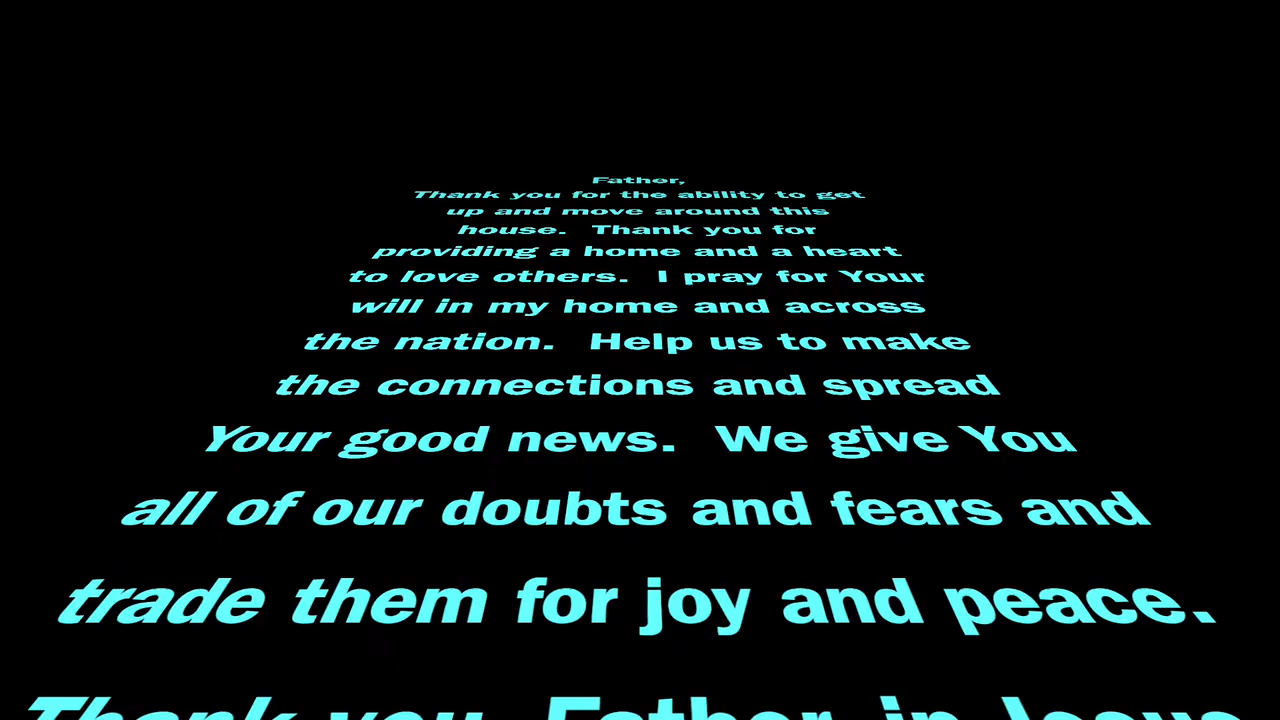 Father,
Thank you for the ability to get
up and move around this
house.  Thank you for
providing a home and a heart
to love others.  I pray for Your
will in my home and across
the nation.  Help us to make
the connections and spread
Your good news.  We give You
all of our doubts and fears and
trade them for joy and peace.
Thank you, Father, in Jesus